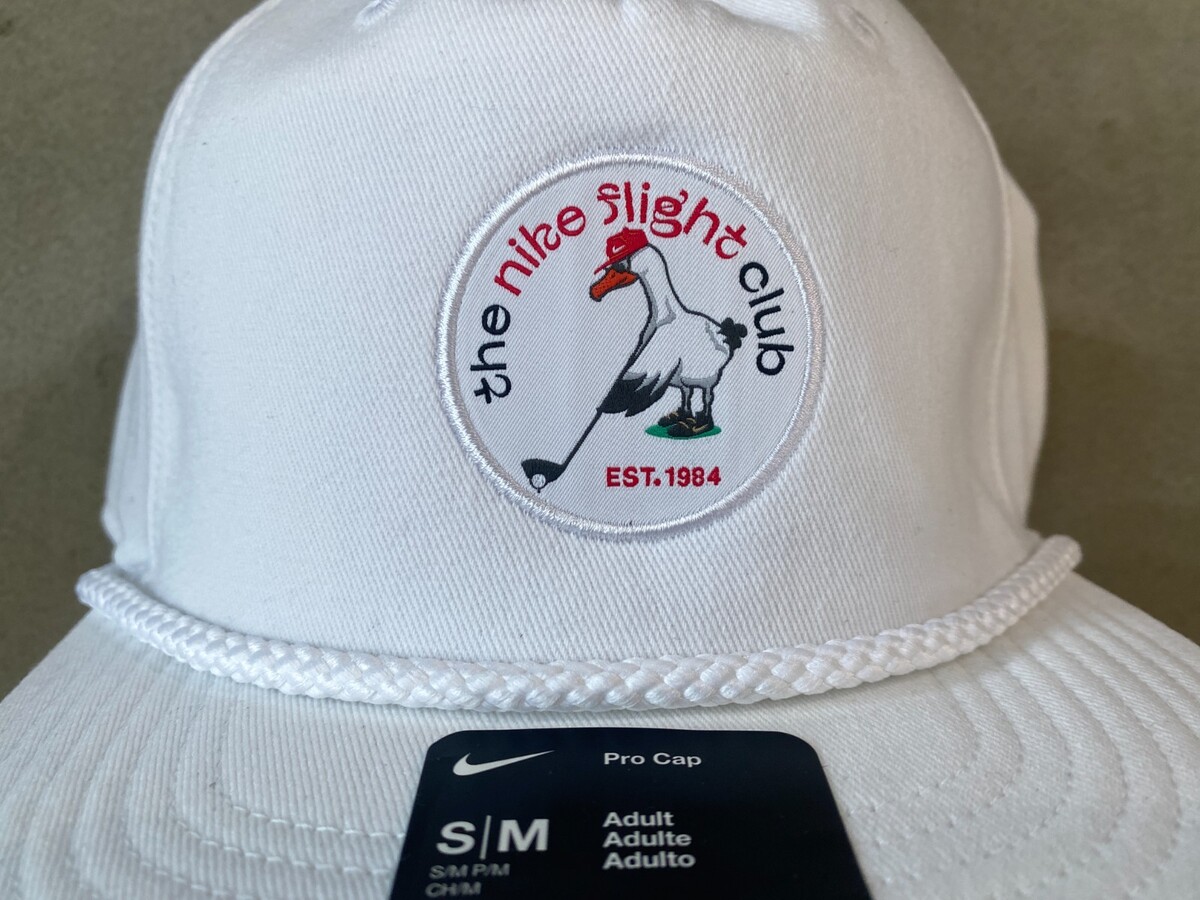 the nike flight club
EST. 1984
Pro Cap
S|M
S/M P/M
CH/M
Adult
Adulte
Adulto